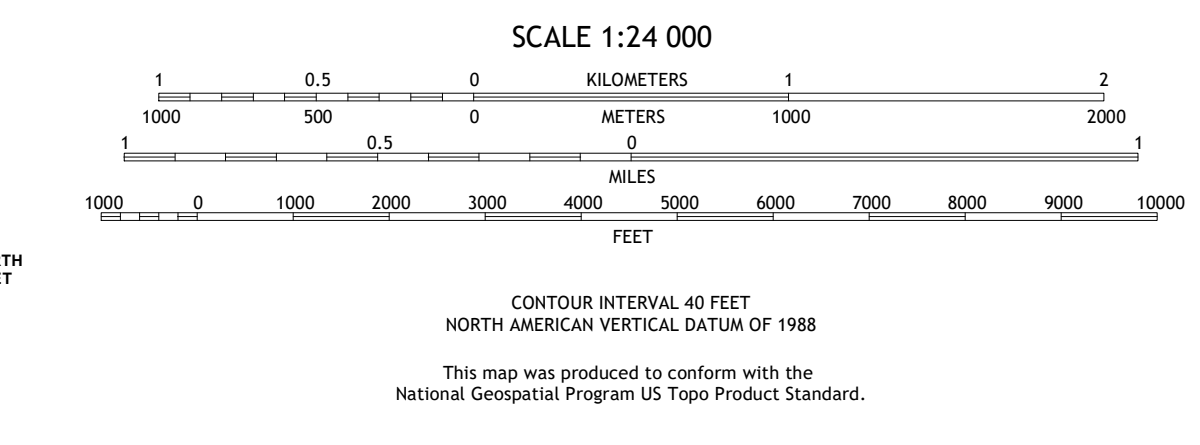 SCALE 1:24 000
1 0.5 0 KILOMETERS 1 2
1000 500 0 METERS 1000 2000
1 0.5 0 1
MILES
1000 0 1000 2000 3000 4000 5000 6000 7000 8000 9000 10000
FEET
CONTOUR INTERVAL 40 FEET
NORTH AMERICAN VERTICAL DATUM OF 1988
This map was produced to conform with the
National Geospatial Program US Topo Product Standard.